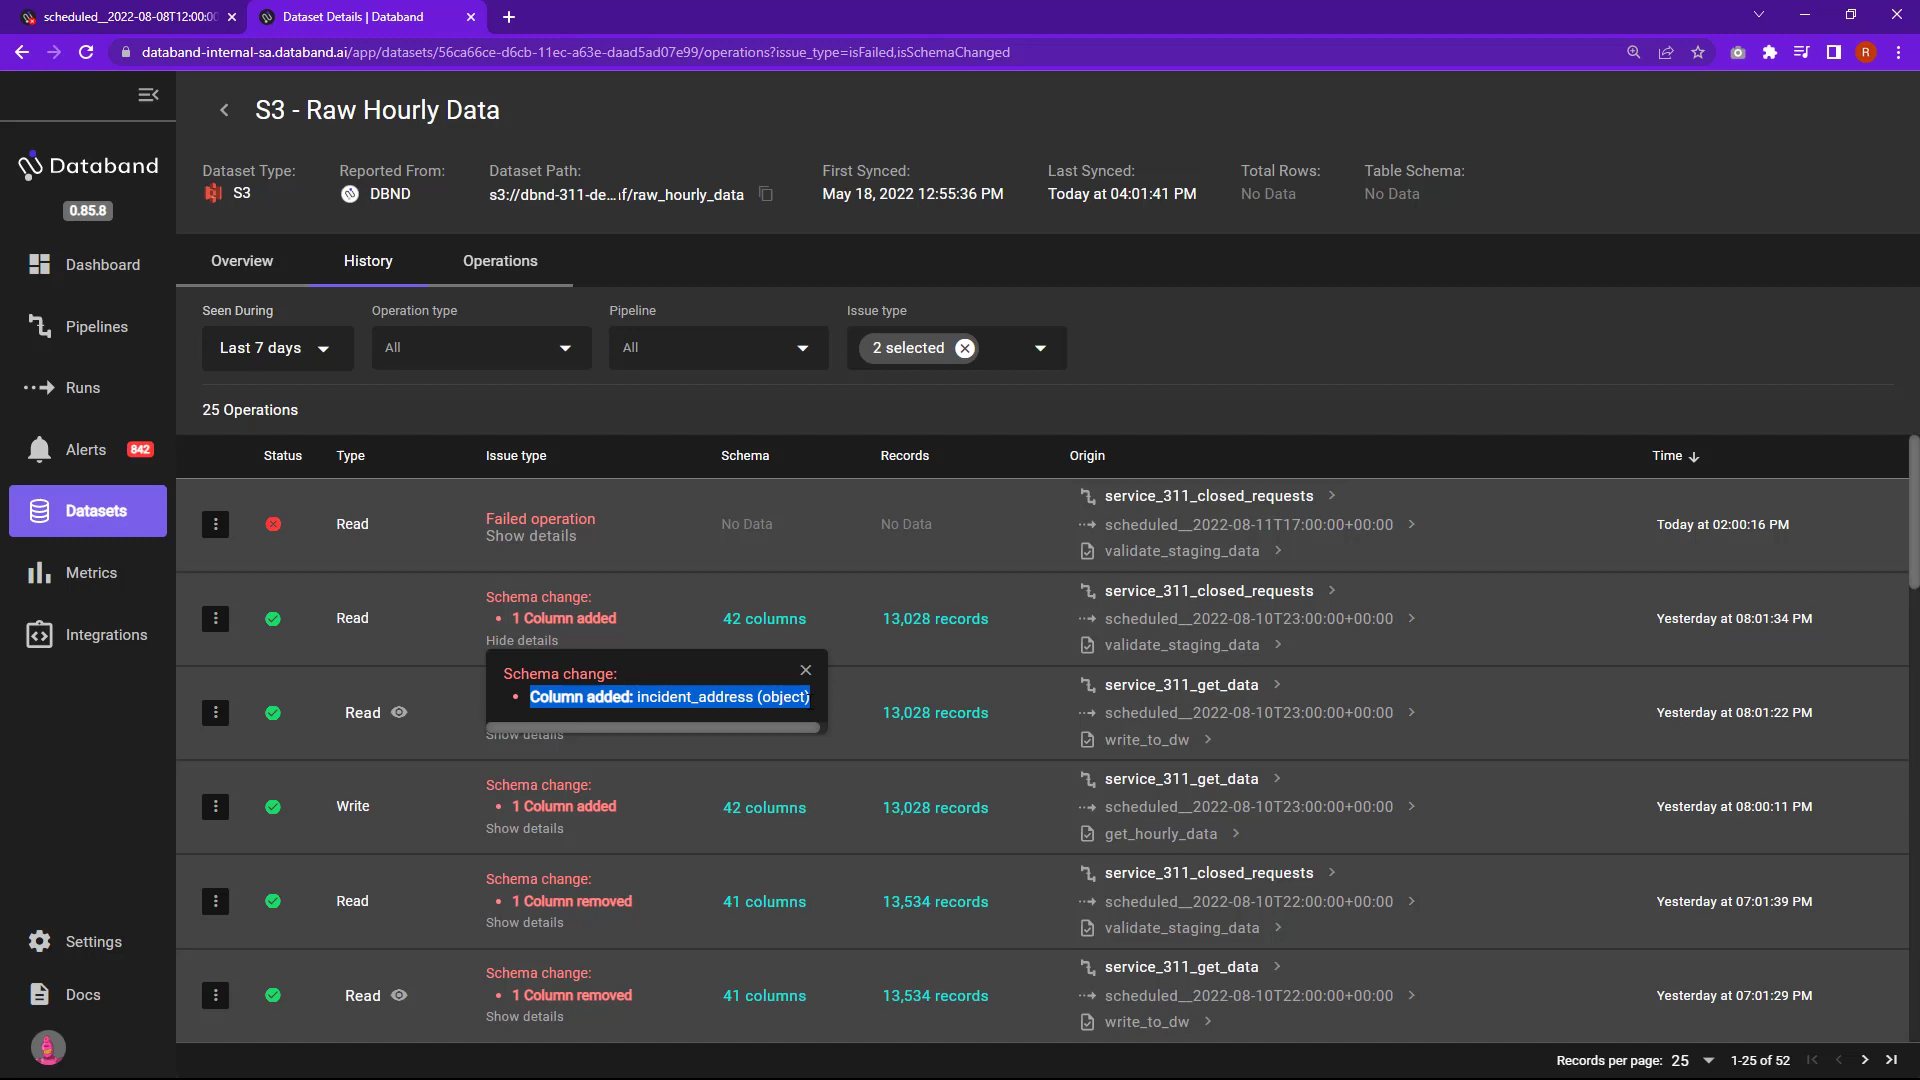 scheduled__2022-08-08T12:00:00
Dataset Details | Databand
databand-internal-sa.databand.ai/app/datasets/56ca66ce-d6cb-11ec-a63e-daad5ad07e99/operations?issue_type=isFailed,isSchemaChanged
R
Databand
0.85.8
Dashboard
Pipelines
Runs
Alerts 842
Datasets
Metrics
Integrations
Settings
Docs
S3 - Raw Hourly Data
Dataset Type: Reported From: Dataset Path: First Synced: Last Synced: Total Rows: Table Schema:
S3 DBND s3://dbnd-311-de...ıf/raw_hourly_data May 18, 2022 12:55:36 PM Today at 04:01:41 PM No Data No Data
Overview History Operations
Seen During Operation type Pipeline Issue type
Last 7 days All All 2 selected
25 Operations
Status Type Issue type Schema Records Origin Time
service_311_closed_requests
Read Failed operation No Data No Data scheduled__2022-08-11T17:00:00+00:00 Today at 02:00:16 PM
Show details
validate_staging_data
Schema change: service_311_closed_requests
Read 1 Column added 42 columns 13,028 records scheduled__2022-08-10T23:00:00+00:00 Yesterday at 08:01:34 PM
Hide details validate_staging_data
Schema change:
Column added: incident_address (object)
service_311_get_data
Read 13,028 records scheduled__2022-08-10T23:00:00+00:00 Yesterday at 08:01:22 PM
Show details write_to_dw
Schema change: service_311_get_data
Write 1 Column added 42 columns 13,028 records scheduled__2022-08-10T23:00:00+00:00 Yesterday at 08:00:11 PM
Show details get_hourly_data
Schema change: service_311_closed_requests
Read 1 Column removed 41 columns 13,534 records scheduled__2022-08-10T22:00:00+00:00 Yesterday at 07:01:39 PM
Show details validate_staging_data
Schema change: service_311_get_data
Read 1 Column removed 41 columns 13,534 records scheduled__2022-08-10T22:00:00+00:00 Yesterday at 07:01:29 PM
Show details write_to_dw
Records per page: 25 1-25 of 52